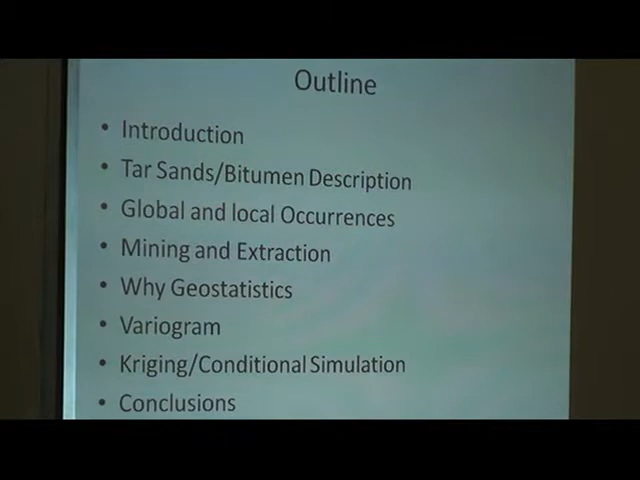 Outline
• Introduction
• Tar Sands/Bitumen Description
• Global and local Occurrences
• Mining and Extraction
• Why Geostatistics
• Variogram
• Kriging/Conditional Simulation
• Conclusions